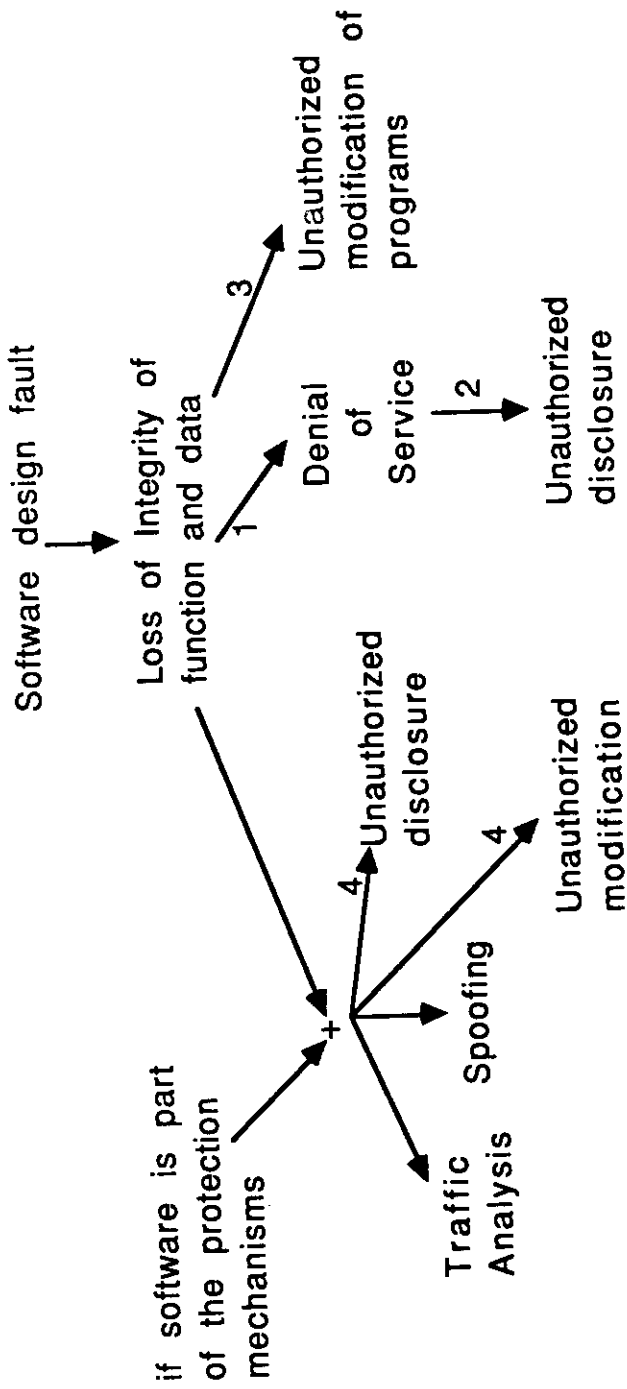 Software design fault
Loss of Integrity of
function and data
1
3
Denial
of
Service
Unauthorized
modification of
programs
2
Unauthorized
disclosure
if software is part
of the protection
mechanisms
+
4
4
Traffic
Analysis
Spoofing
Unauthorized
disclosure
Unauthorized
modification